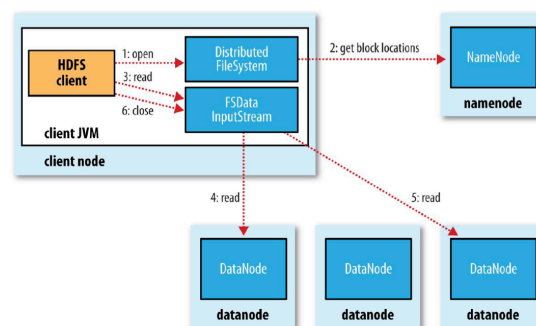 HDFS
client
1: open
3: read
6: close
Distributed
FileSystem
FSData
InputStream
2: get block locations
NameNode
namenode
client JVM
client node
4: read
5: read
DataNode
datanode
DataNode
datanode
DataNode
datanode